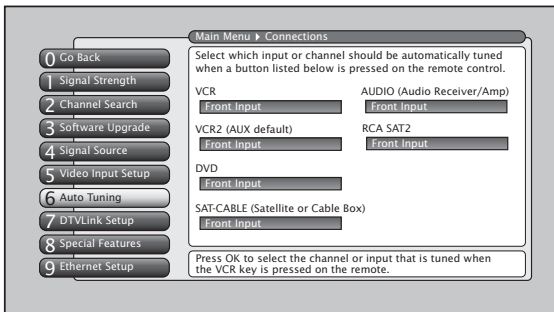 Main Menu ▶ Connections
0 Go Back
1 Signal Strength
2 Channel Search
3 Software Upgrade
4 Signal Source
5 Video Input Setup
6 Auto Tuning
7 DTVLink Setup
8 Special Features
9 Ethernet Setup
Select which input or channel should be automatically tuned
when a button listed below is pressed on the remote control.
VCR
Front Input
VCR2 (AUX default)
Front Input
DVD
Front Input
SAT-CABLE (Satellite or Cable Box)
Front Input
AUDIO (Audio Receiver/Amp)
Front Input
RCA SAT2
Front Input
Press OK to select the channel or input that is tuned when
the VCR key is pressed on the remote.